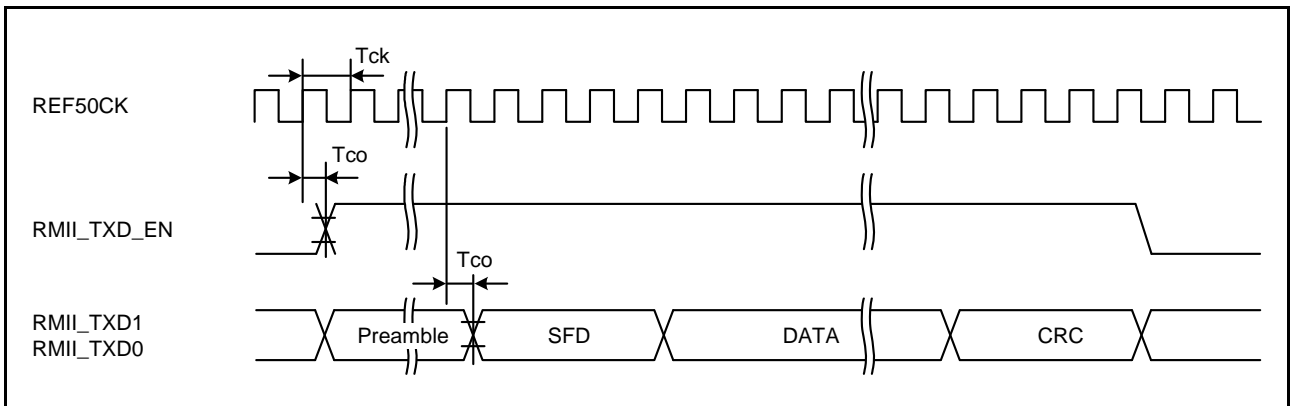 Tck
REF50CK
Tco
RMII_TXD_EN
Tco
RMII_TXD1
RMII_TXD0
Preamble
SFD
DATA
CRC